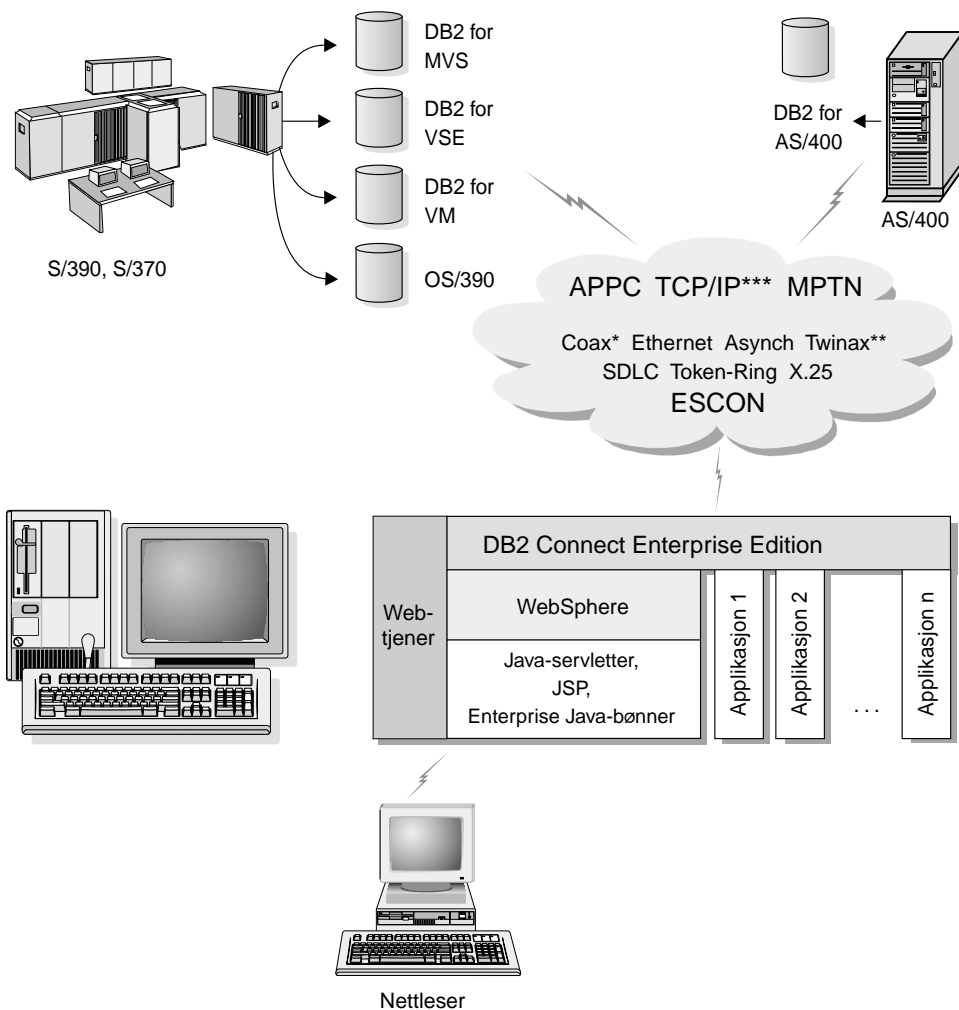 DB2 for
MVS
DB2 for
VSE
DB2 for
VM
OS/390
S/390, S/370
DB2 for
AS/400
AS/400
APPC TCP/IP*** MPTN
Coax* Ethernet Asynch Twinax**
SDLC Token-Ring X.25
ESCON
DB2 Connect Enterprise Edition
Web-
tjener
WebSphere
Java-servletter,
JSP,
Enterprise Java-bønner
Applikasjon 1
Applikasjon 2
. . .
Applikasjon n
Nettleser